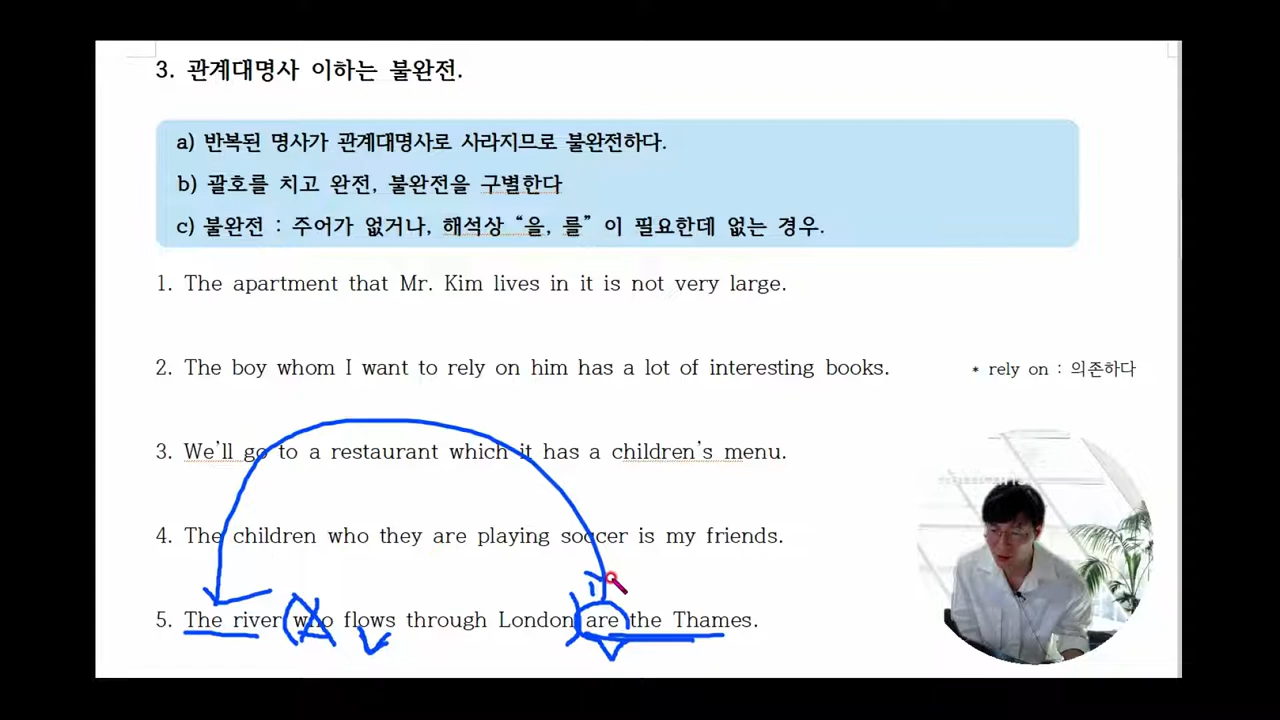 3. 관계대명사 이하는 불완전.
a) 반복된 명사가 관계대명사로 사라지므로 불완전하다.
b) 괄호를 치고 완전, 불완전을 구별한다
c) 불완전 : 주어가 없거나, 해석상 “을, 를” 이 필요한데 없는 경우.
1. The apartment that Mr. Kim lives in it is not very large.
2. The boy whom I want to rely on him has a lot of interesting books. * rely on : 의존하다
3. We'll go to a restaurant which it has a children's menu.
4. The children who they are playing soccer is my friends.
5. The river who flows through London are the Thames.